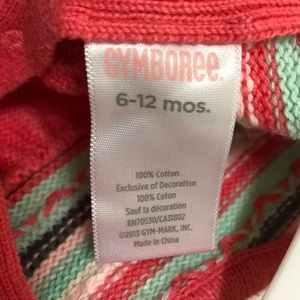 GYMBORee.
6-12 mos.
100% Cotton
Exclusive of Decoration
100% Coton
Sauf la décoration
RN70530/CA31802
©2013 GYM-MARK, INC.
Made in China